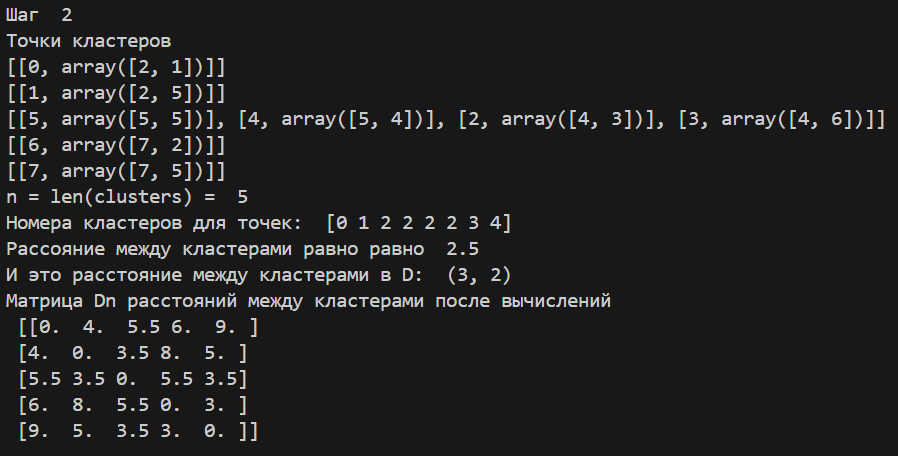 Шаг  2
Точки кластеров
[[0, array([2, 1])]]
[[1, array([2, 5])]]
[[5, array([5, 5])], [4, array([5, 4])], [2, array([4, 3])], [3, array([4, 6])]]
[[6, array([7, 2])]]
[[7, array([7, 5])]]
n = len(clusters) =  5
Номера кластеров для точек:  [0 1 2 2 2 2 3 4]
Рассояние между кластерами равно равно  2.5
И это расстояние между кластерами в D:  (3, 2)
Матрица Dn расстояний между кластерами после вычислений
 [[0.  4.  5.5 6.  9. ]
 [4.  0.  3.5 8.  5. ]
 [5.5 3.5 0.  5.5 3.5]
 [6.  8.  5.5 0.  3. ]
 [9.  5.  3.5 3.  0. ]]